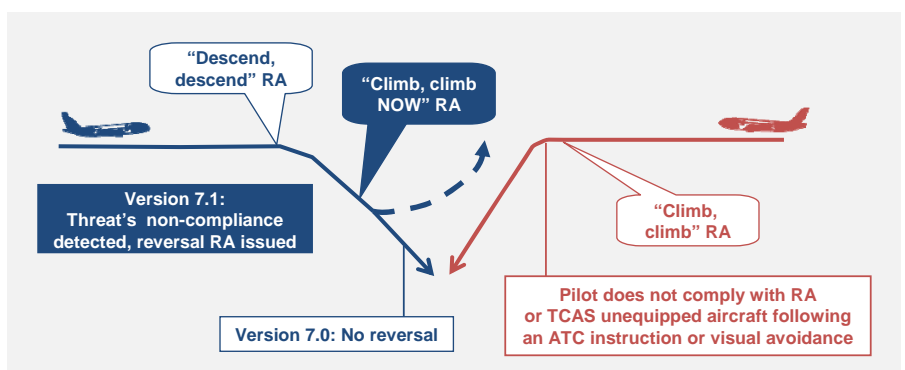 “Descend,
descend” RA
“Climb, climb
NOW” RA
Version 7.1:
Threat’s non-compliance
detected, reversal RA issued
“Climb,
climb” RA
Version 7.0: No reversal
Pilot does not comply with RA
or TCAS unequipped aircraft following
an ATC instruction or visual avoidance